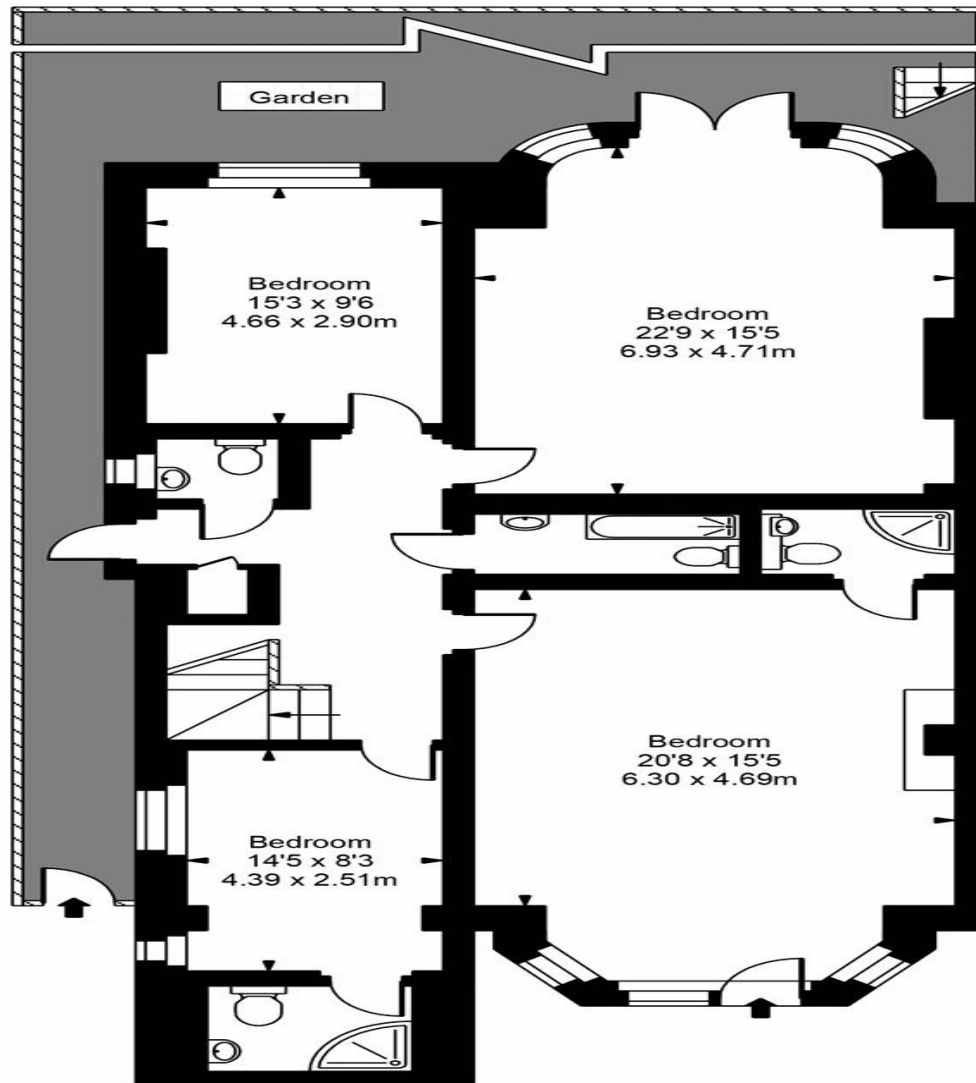 Garden
Bedroom
15'3 x 9'6
4.66 x 2.90m
Bedroom
22'9 x 15'5
6.93 x 4.71m
Bedroom
20'8 x 15'5
6.30 x 4.69m
Bedroom
14'5 x 8'3
4.39 x 2.51m